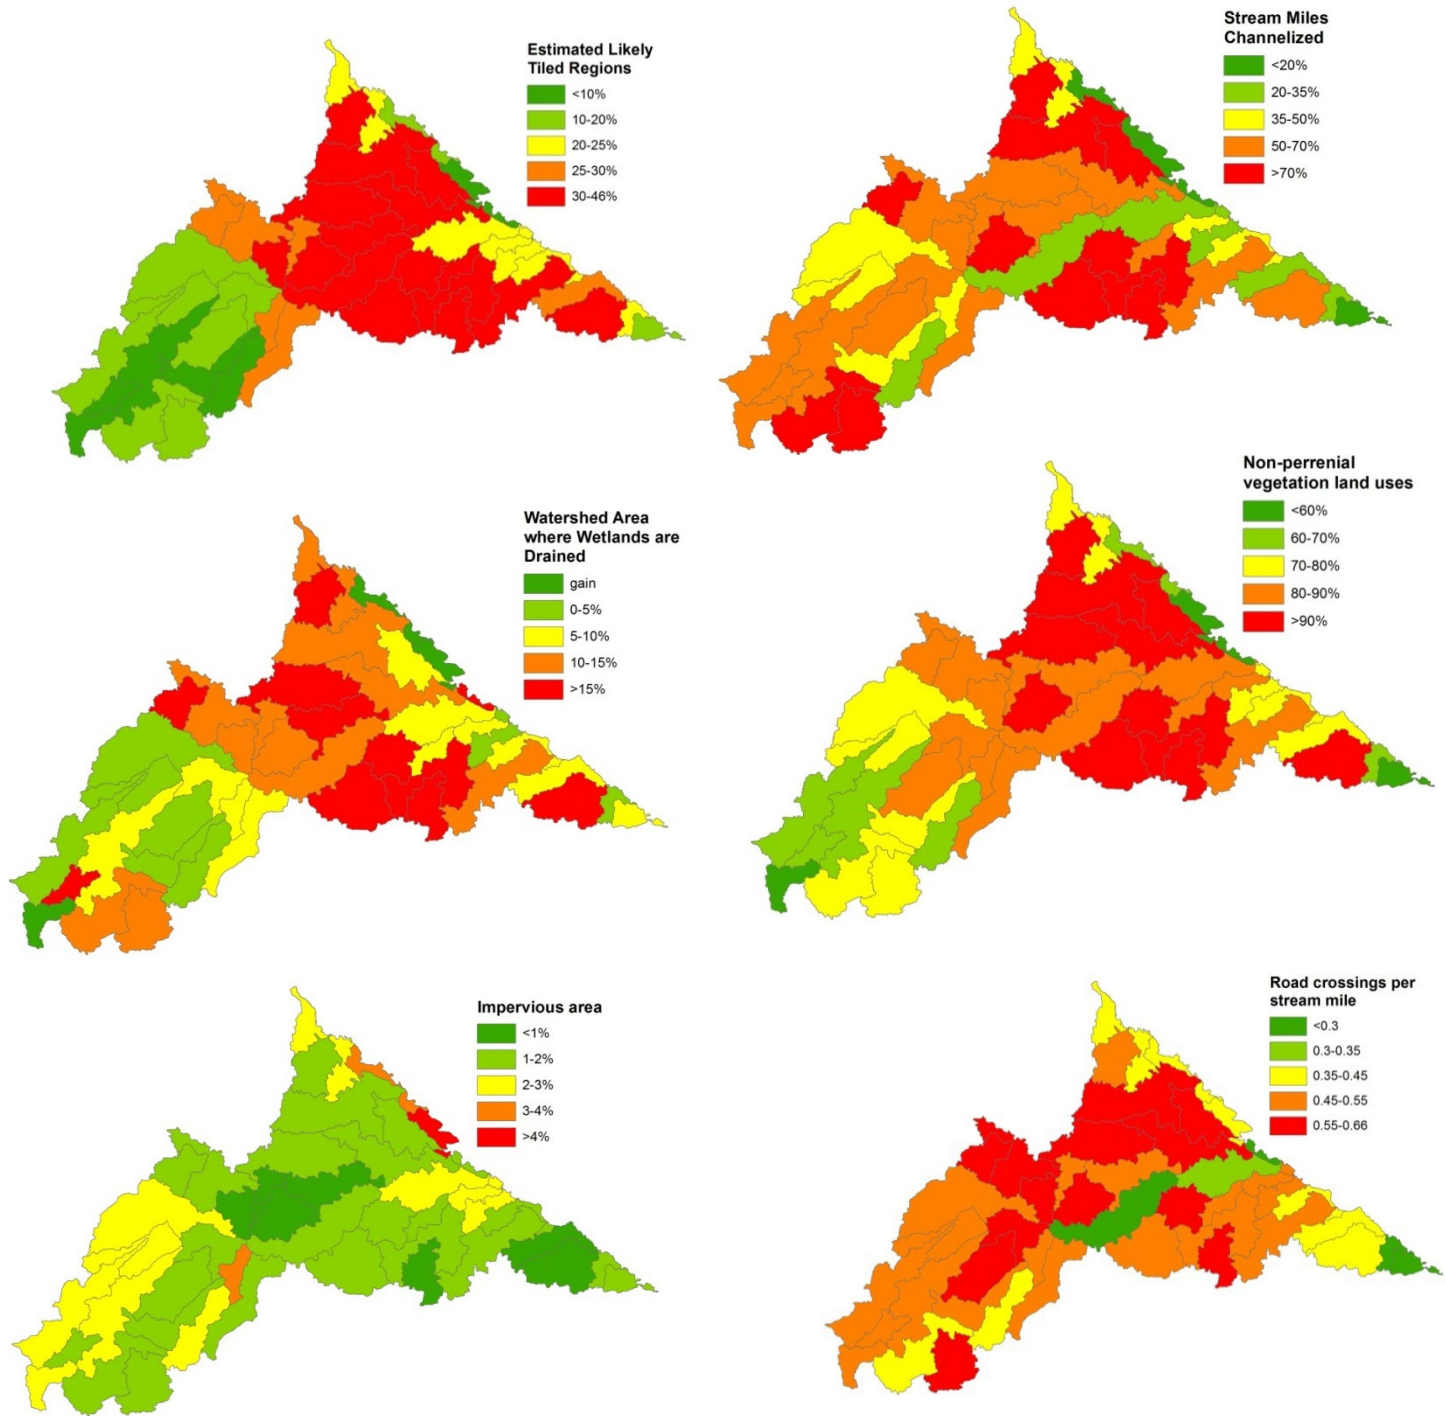 Estimated Likely
Tiled Regions
<10%
10-20%
20-25%
25-30%
30-46%
Stream Miles
Channelized
<20%
20-35%
35-50%
50-70%
>70%
Watershed Area
where Wetlands are
Drained
gain
0-5%
5-10%
10-15%
>15%
Non-perrenial
vegetation land uses
<60%
60-70%
70-80%
80-90%
>90%
Impervious area
<1%
1-2%
2-3%
3-4%
>4%
Road crossings per
stream mile
<0.3
0.3-0.35
0.35-0.45
0.45-0.55
0.55-0.66